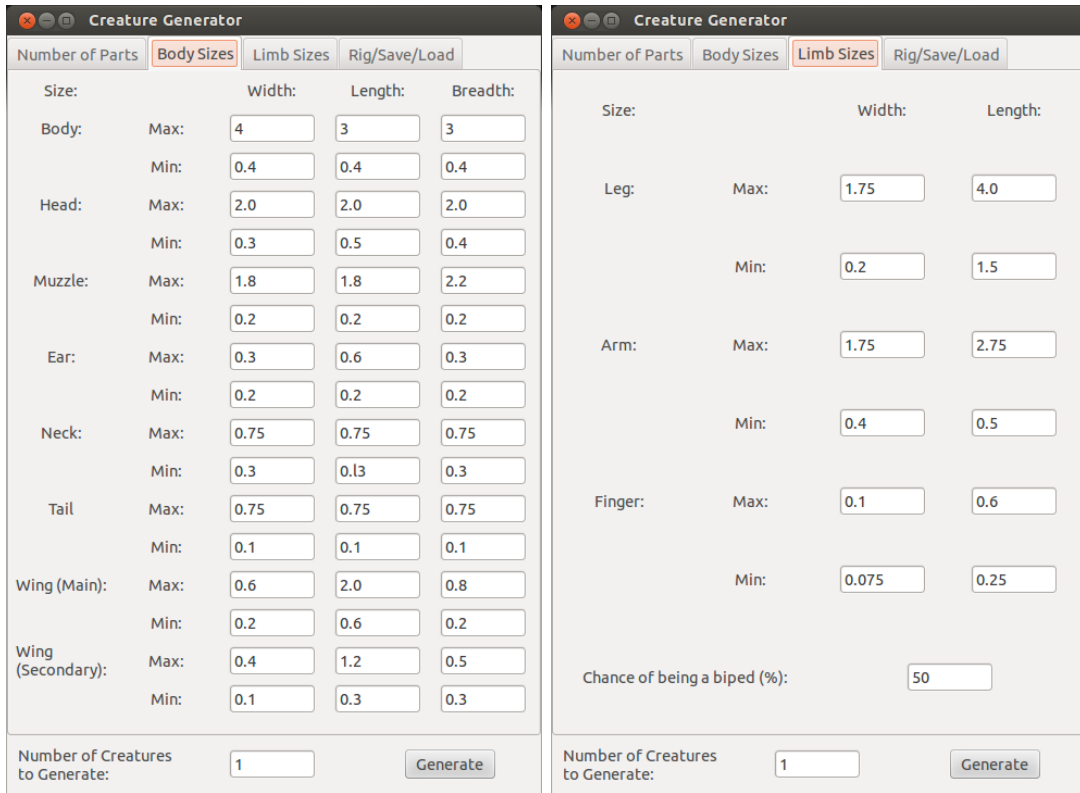 Creature Generator
Number of Parts Body Sizes Limb Sizes Rig/Save/Load
Size: Width: Length: Breadth:
Body: Max: 4 3 3
Min: 0.4 0.4 0.4
Head: Max: 2.0 2.0 2.0
Min: 0.3 0.5 0.4
Muzzle: Max: 1.8 1.8 2.2
Min: 0.2 0.2 0.2
Ear: Max: 0.3 0.6 0.3
Min: 0.2 0.2 0.2
Neck: Max: 0.75 0.75 0.75
Min: 0.3 0.l3 0.3
Tail Max: 0.75 0.75 0.75
Min: 0.1 0.1 0.1
Wing (Main): Max: 0.6 2.0 0.8
Min: 0.2 0.6 0.2
Wing
(Secondary): Max: 0.4 1.2 0.5
Min: 0.1 0.3 0.3
Number of Creatures
to Generate: 1 Generate
Creature Generator
Number of Parts Body Sizes Limb Sizes Rig/Save/Load
Size: Width: Length:
Leg: Max: 1.75 4.0
Min: 0.2 1.5
Arm: Max: 1.75 2.75
Min: 0.4 0.5
Finger: Max: 0.1 0.6
Min: 0.075 0.25
Chance of being a biped (%): 50
Number of Creatures
to Generate: 1 Generate